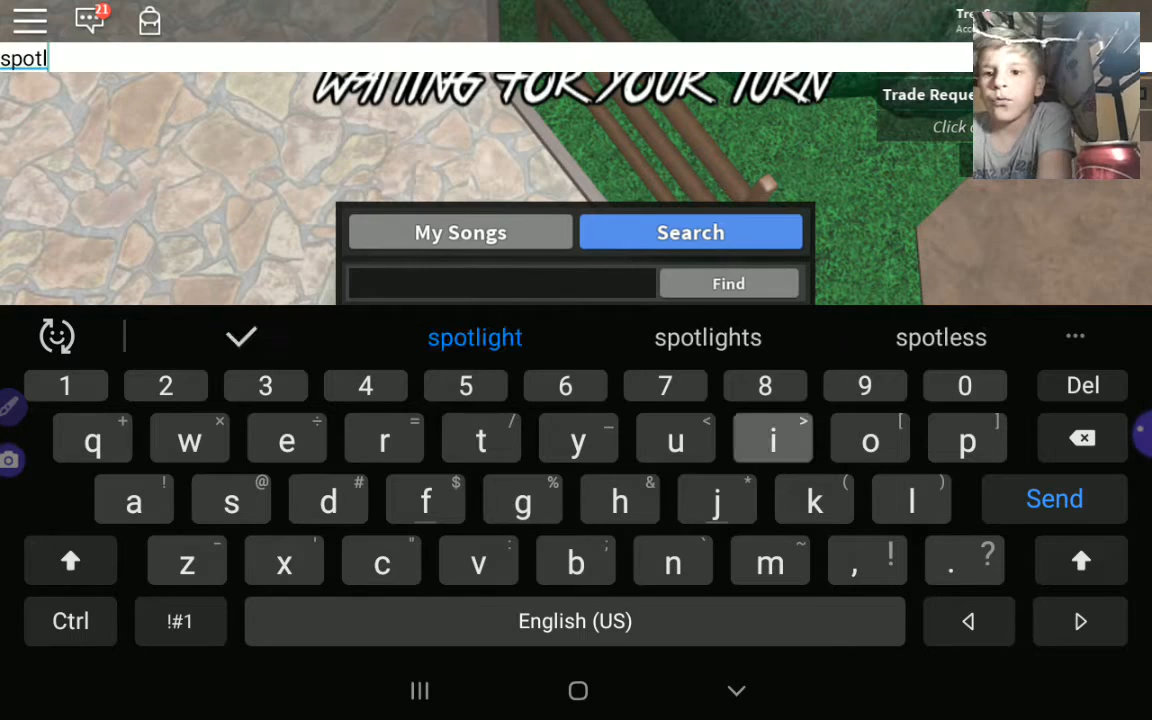 21
spotl
WAITING FOR YOUR TURN
Trade Reque
Click
My Songs Search
Find
spotlight spotlights spotless ...
1 2 3 4 5 6 7 8 9 0 Del
+ × ÷ = / _ < > [ ]
q w e r t y u i o p
! @ # $ % & * ( )
a s d f g h j k l Send
- ' " : ; ` ~ ! ?
z x c v b n m , .
Ctrl !#1 English (US)